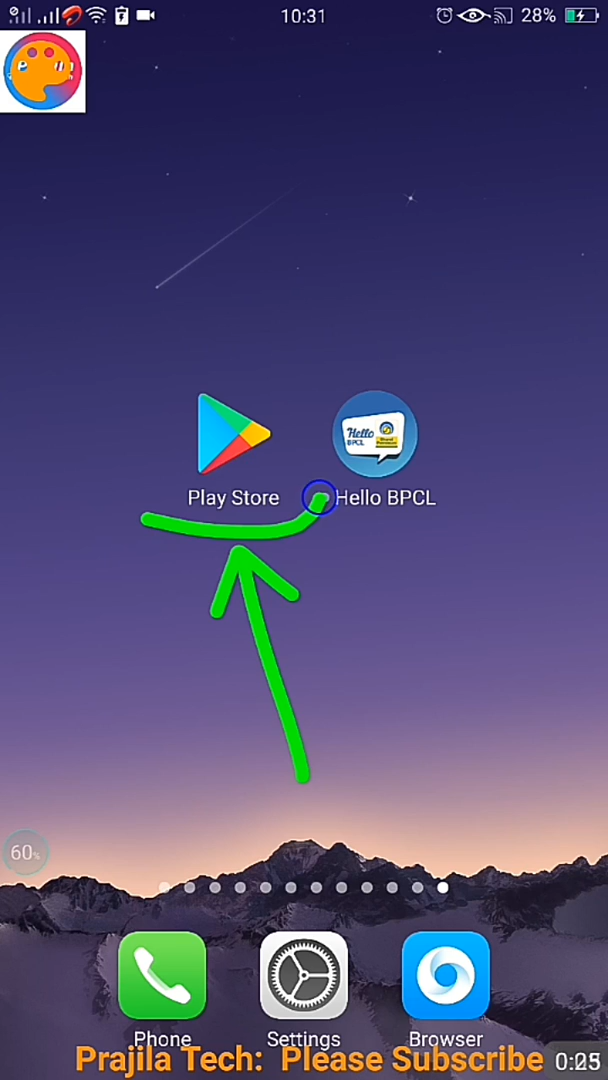 10:31
28%
Hello
BPCL
Play Store
Hello BPCL
60%
Phone
Settings
Browser
Prajila Tech: Please Subscribe
0:25